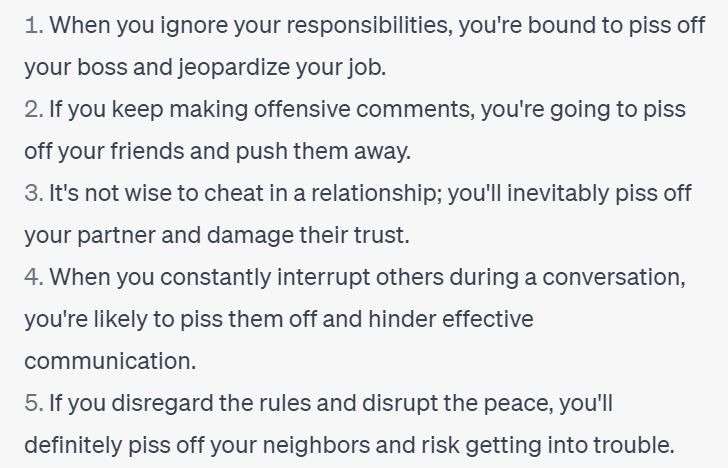 1. When you ignore your responsibilities, you're bound to piss off
your boss and jeopardize your job.
2. If you keep making offensive comments, you're going to piss
off your friends and push them away.
3. It's not wise to cheat in a relationship; you'll inevitably piss off
your partner and damage their trust.
4. When you constantly interrupt others during a conversation,
you're likely to piss them off and hinder effective
communication.
5. If you disregard the rules and disrupt the peace, you'll
definitely piss off your neighbors and risk getting into trouble.